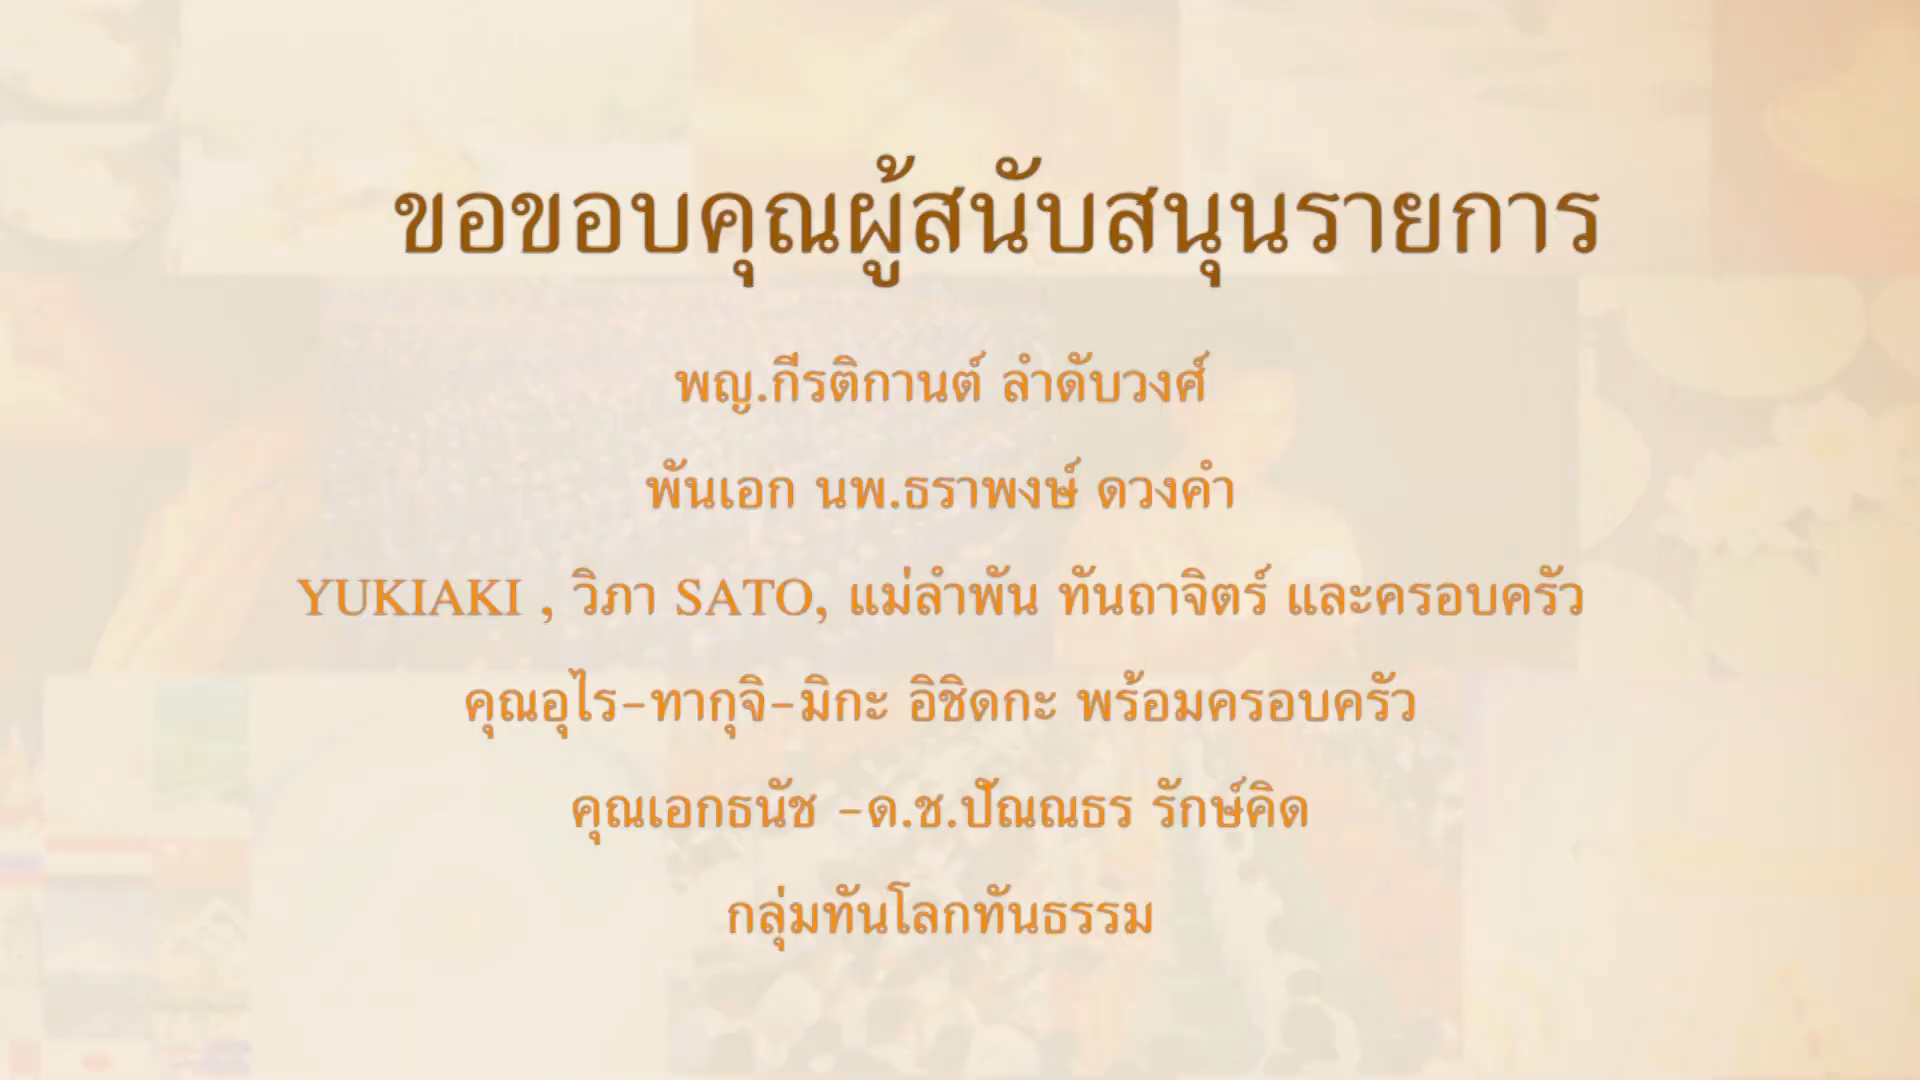 ขอขอบคุณผู้สนับสนุนรายการ
พญ.กีรติกานต์ ลำดับวงศ์
พันเอก นพ.ธราพงษ์ ดวงคำ
YUKIAKI , วิภา SATO, แม่ลำพัน ทันถาจิตร์ และครอบครัว
คุณอุไร-ทากุจิ-มิกะ อิชิดกะ พร้อมครอบครัว
คุณเอกธนัช -ด.ช.ปัณณธร รักษ์คิด
กลุ่มทันโลกทันธรรม